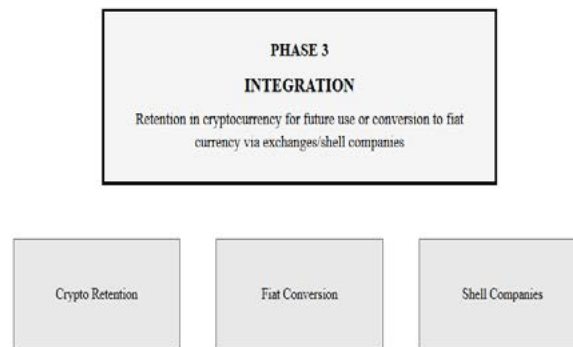 PHASE 3
INTEGRATION
Retention in cryptocurrency for future use or conversion to fiat
currency via exchanges/shell companies
Crypto Retention
Fiat Conversion
Shell Companies